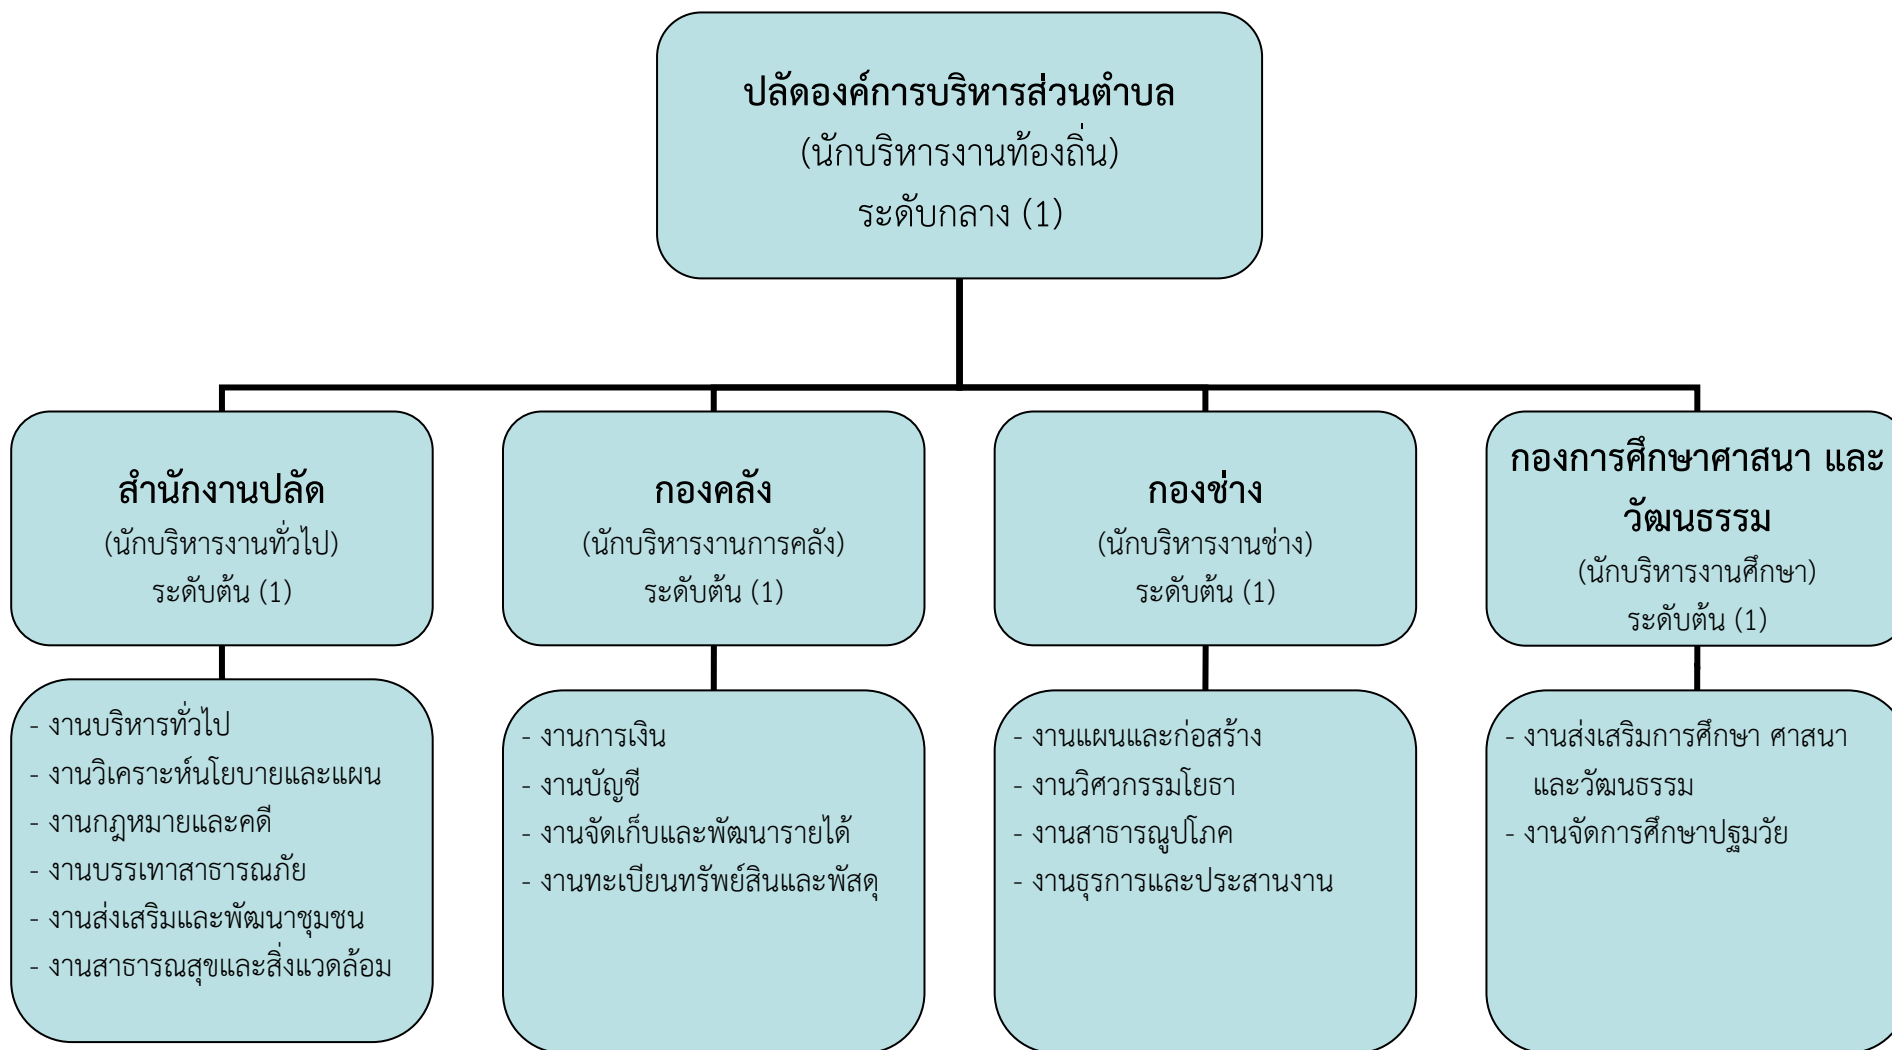 ปลัดองค์การบริหารส่วนตำบล
(นักบริหารงานท้องถิ่น)
ระดับกลาง (1)
สำนักงานปลัด
(นักบริหารงานทั่วไป)
ระดับต้น (1)
กองคลัง
(นักบริหารงานการคลัง)
ระดับต้น (1)
กองช่าง
(นักบริหารงานช่าง)
ระดับต้น (1)
กองการศึกษาศาสนา และ
วัฒนธรรม
(นักบริหารงานศึกษา)
ระดับต้น (1)
- งานบริหารทั่วไป
- งานวิเคราะห์นโยบายและแผน
- งานกฎหมายและคดี
- งานบรรเทาสาธารณภัย
- งานส่งเสริมและพัฒนาชุมชน
- งานสาธารณสุขและสิ่งแวดล้อม
- งานการเงิน
- งานบัญชี
- งานจัดเก็บและพัฒนารายได้
- งานทะเบียนทรัพย์สินและพัสดุ
- งานแผนและก่อสร้าง
- งานวิศวกรรมโยธา
- งานสาธารณูปโภค
- งานธุรการและประสานงาน
- งานส่งเสริมการศึกษา ศาสนา
และวัฒนธรรม
- งานจัดการศึกษาปฐมวัย